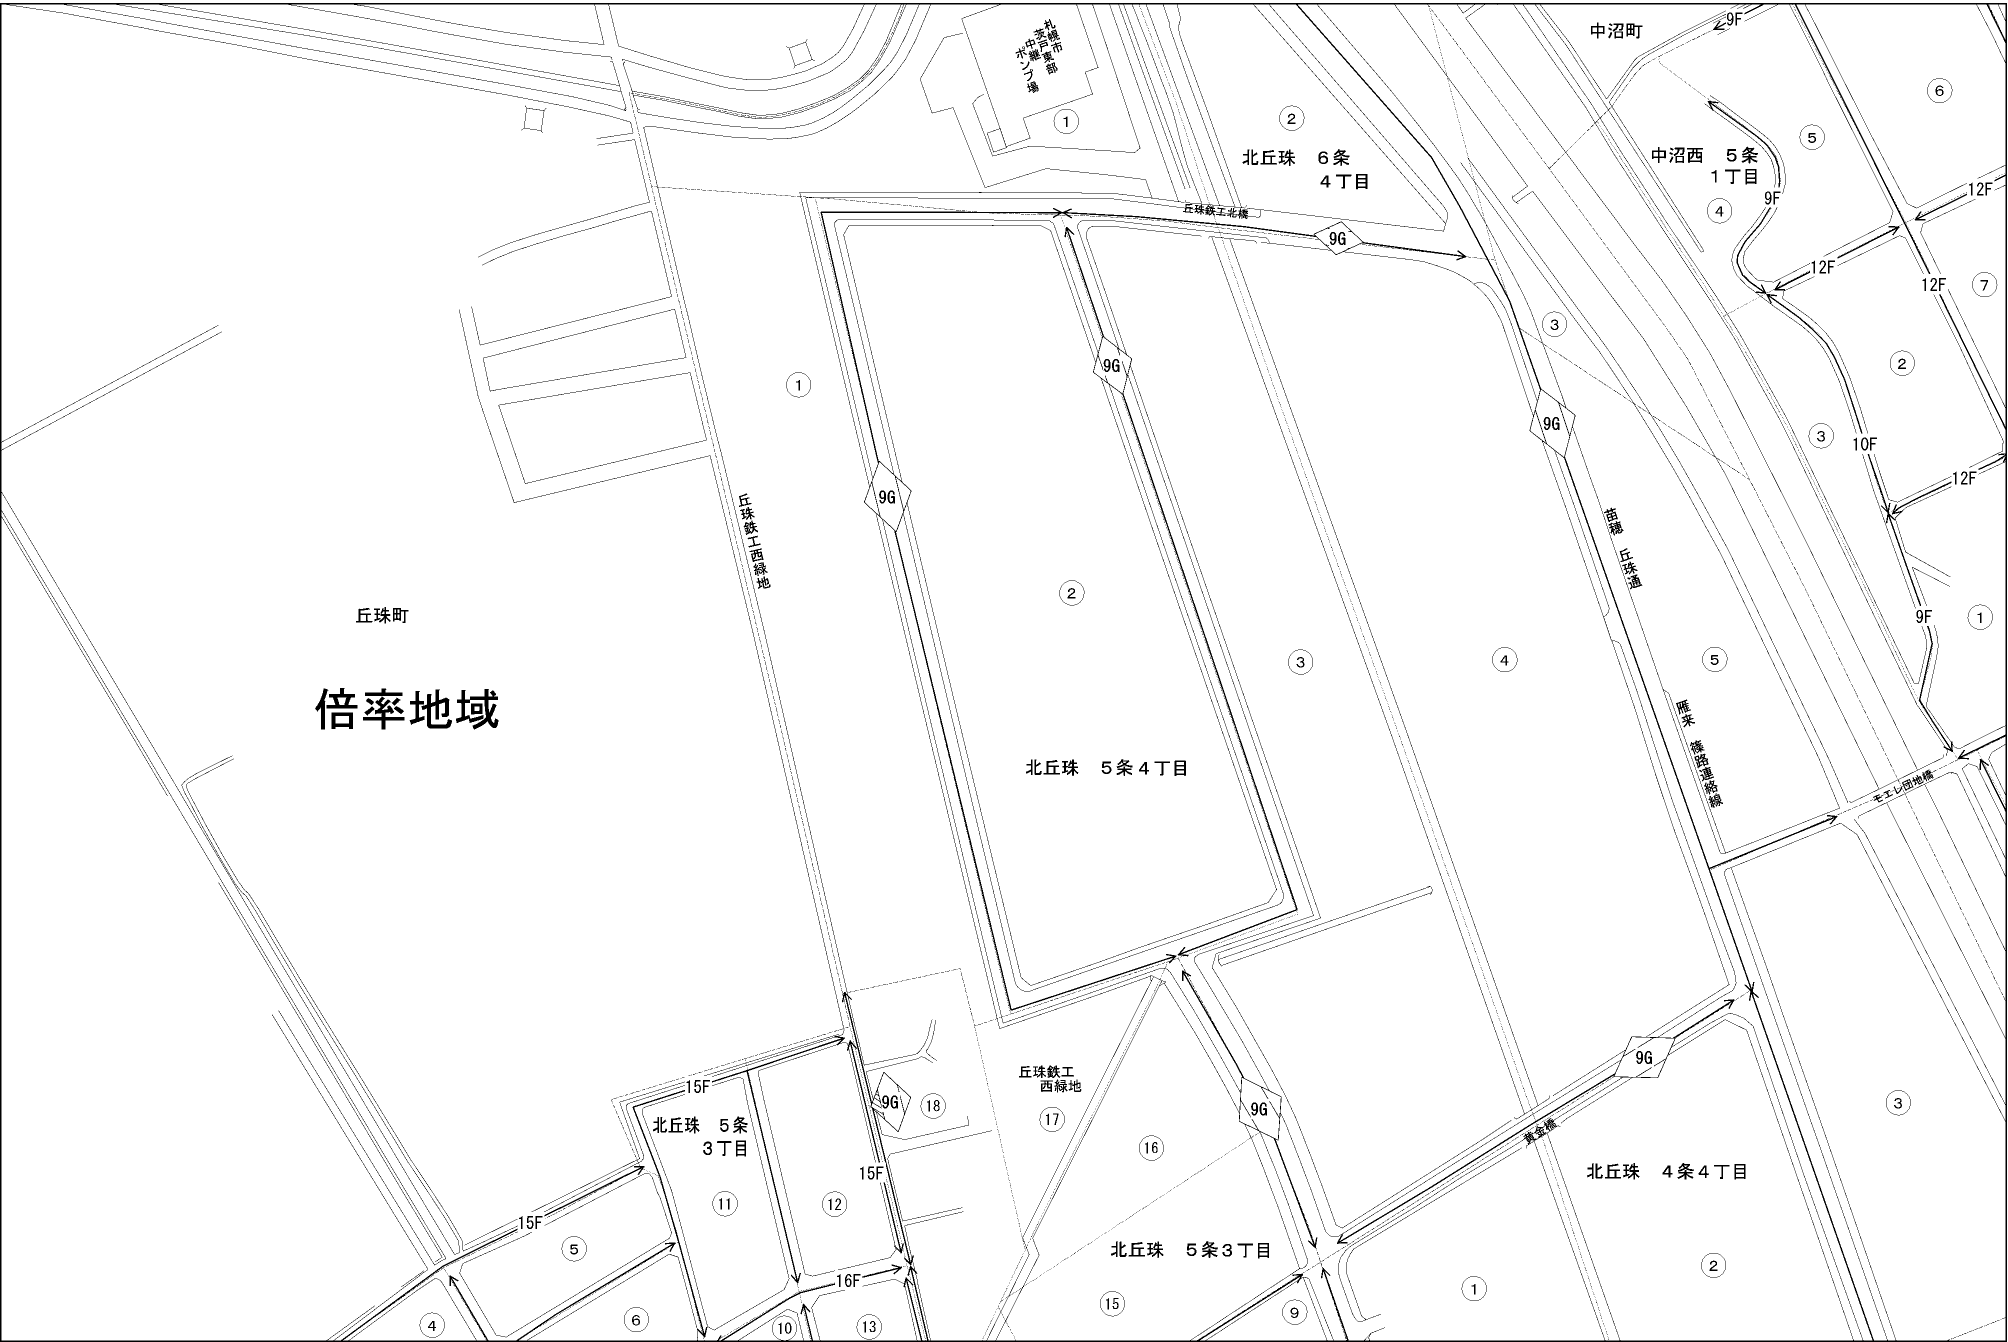 中沼町
9F
札幌市
茨戸東部
中継
ポンプ場
①
②
北丘珠　６条
４丁目
⑥
⑤
中沼西　５条
１丁目
9F
④
12F
12F
12F
⑦
丘珠鉄工北橋
9G
9G
③
②
①
9G
9G
③
10F
12F
丘珠鉄工西緑地
苗穂　丘珠通
丘珠町
②
9F
①
倍率地域
③
④
⑤
雁来　篠路連絡線
北丘珠　５条４丁目
モエレ団地橋
15F
北丘珠　５条
３丁目
9G
⑱
丘珠鉄工
西緑地
⑰
9G
⑯
9G
黄金橋
③
15F
⑪
⑫
15F
⑤
北丘珠　４条４丁目
北丘珠　５条３丁目
16F
②
①
④
⑥
⑩
⑬
⑮
⑨